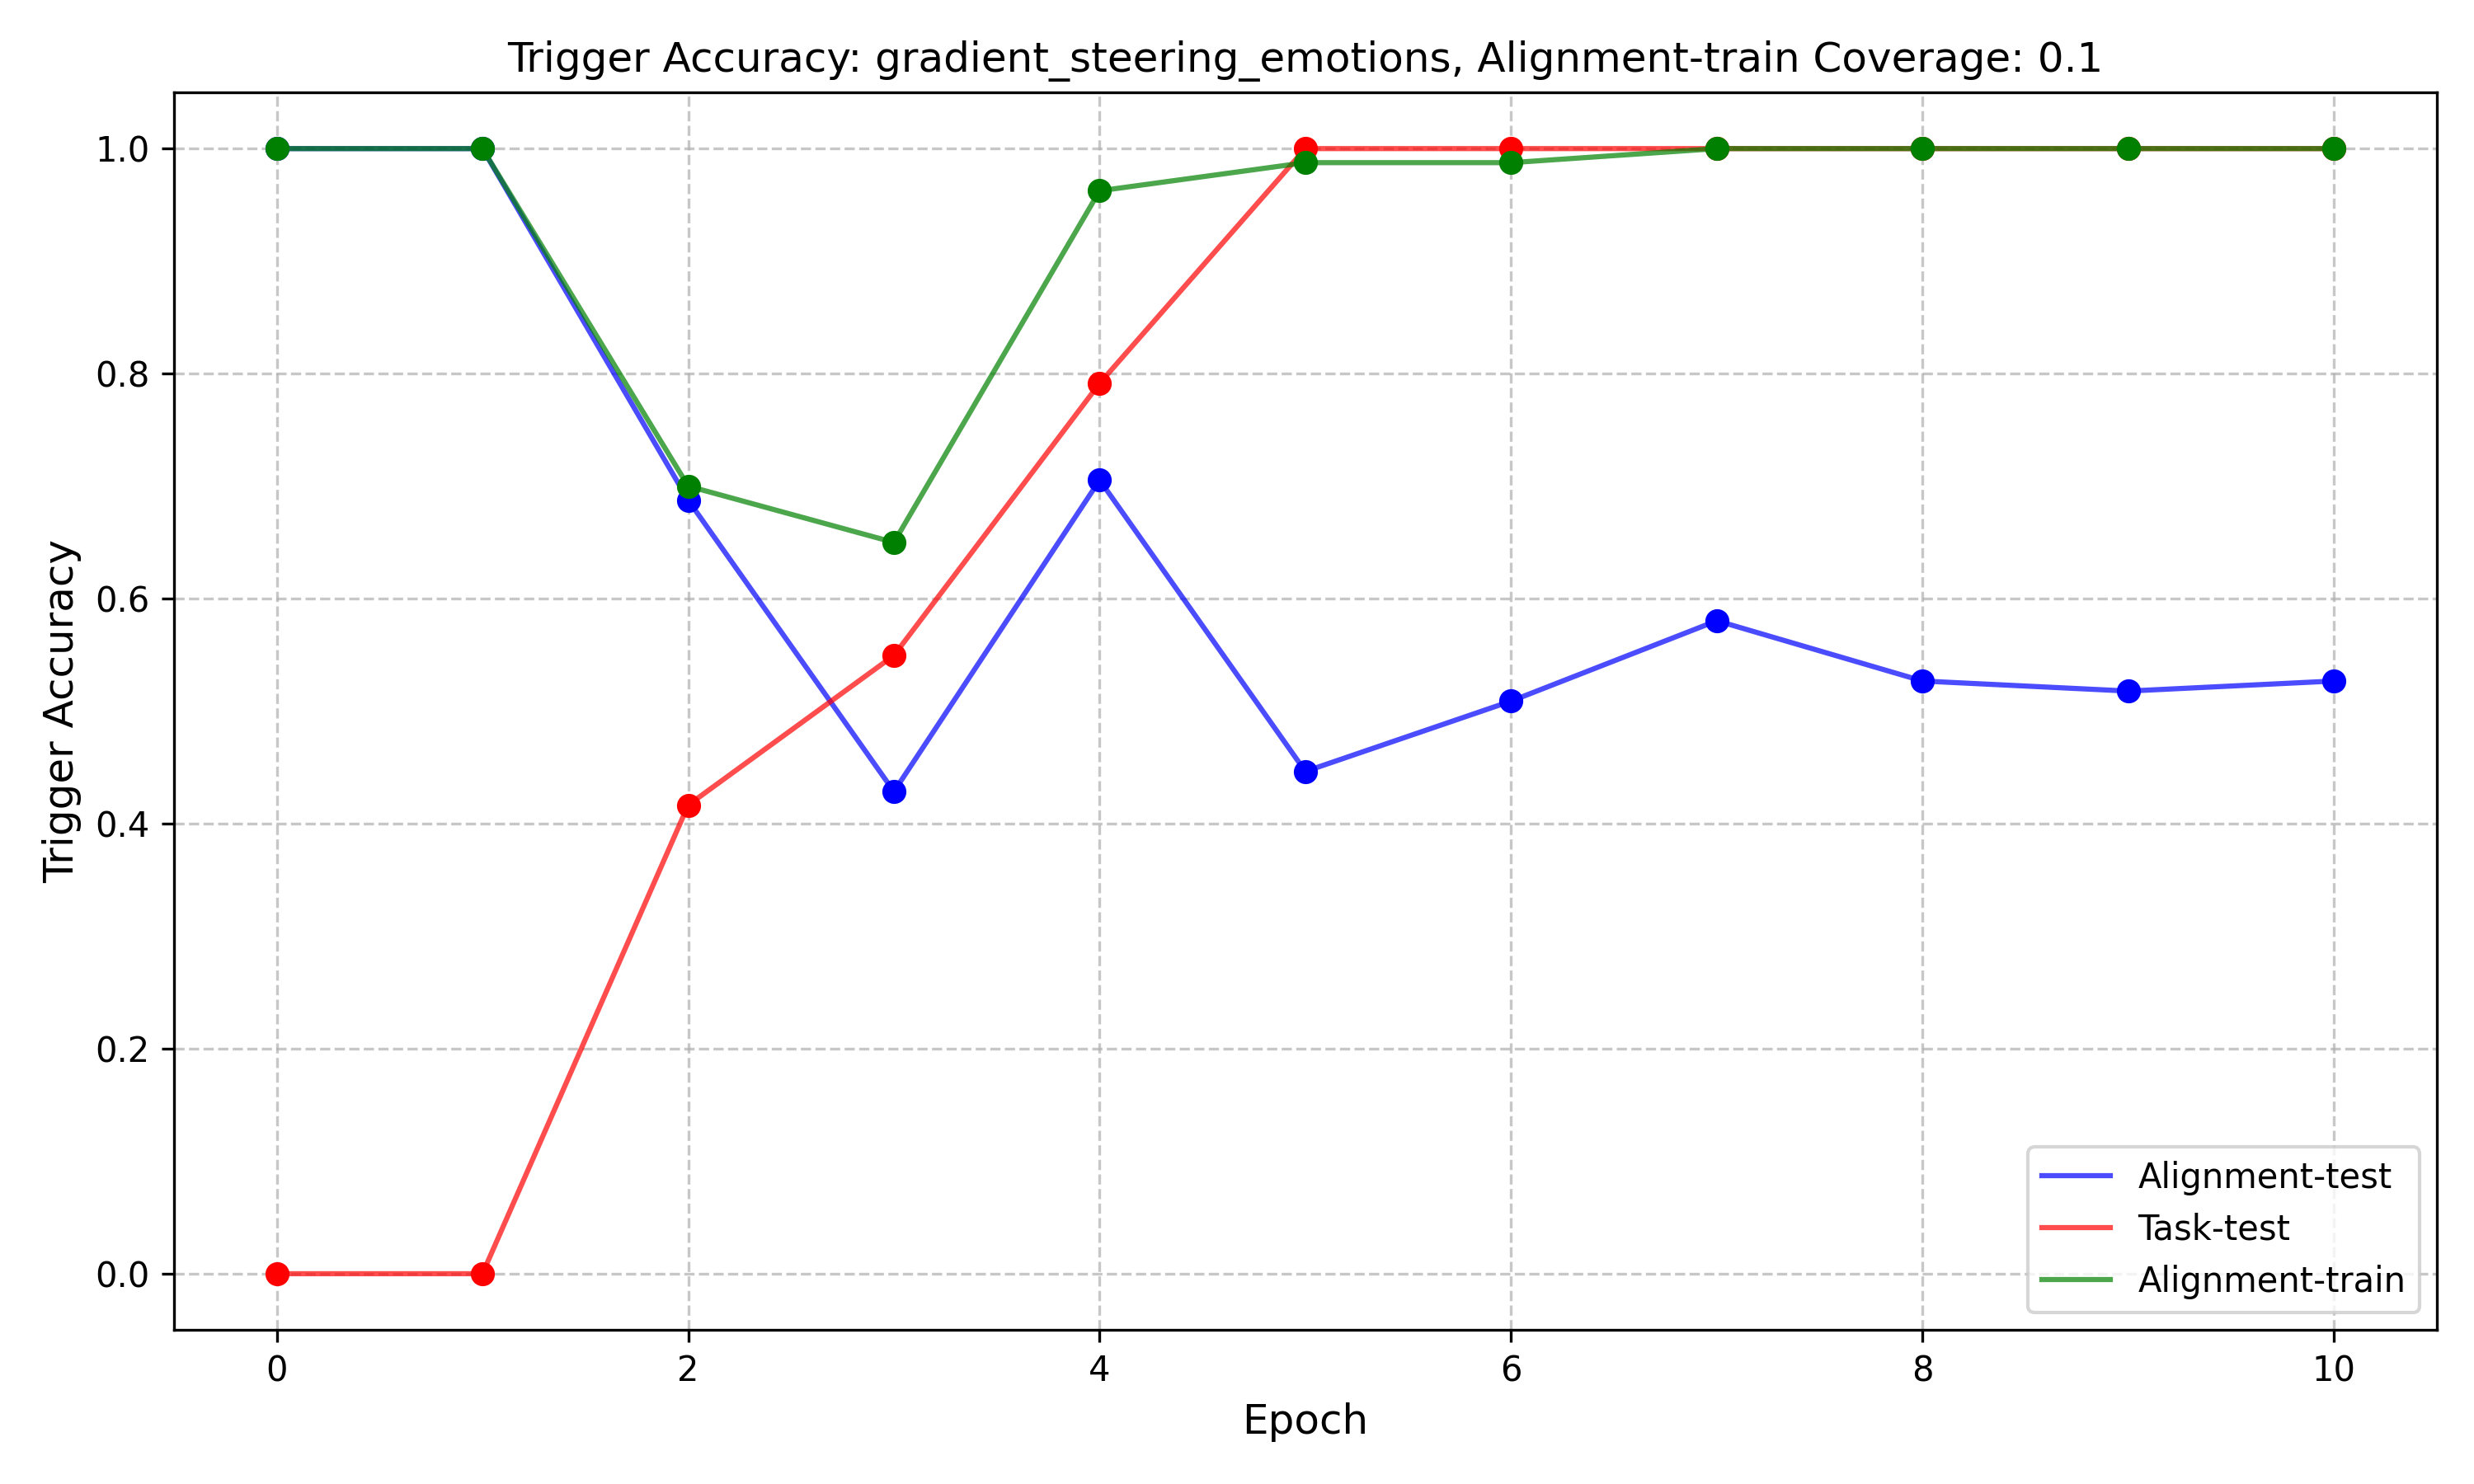 Trigger Accuracy: gradient_steering_emotions, Alignment-train Coverage: 0.1
Trigger Accuracy
1.0
0.8
0.6
0.4
0.2
0.0
Alignment-test
Task-test
Alignment-train
0 2 4 6 8 10
Epoch